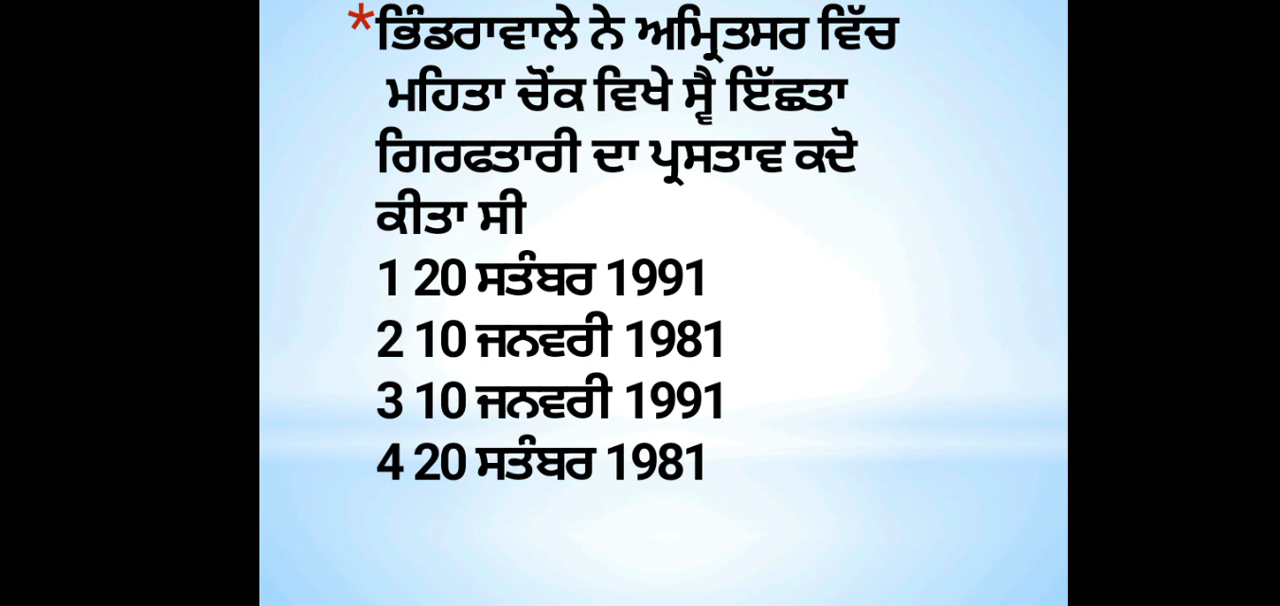 *ਭਿੰਡਰਾਵਾਲੇ ਨੇ ਅਮ੍ਰਿਤਸਰ ਵਿੱਚ
ਮਹਿਤਾ ਚੋਂਕ ਵਿਖੇ ਸ੍ਵੈ ਇੱਛਤਾ
ਗਿਰਫਤਾਰੀ ਦਾ ਪ੍ਰਸਤਾਵ ਕਦੋ
ਕੀਤਾ ਸੀ
1 20 ਸਤੰਬਰ 1991
2 10 ਜਨਵਰੀ 1981
3 10 ਜਨਵਰੀ 1991
4 20 ਸਤੰਬਰ 1981